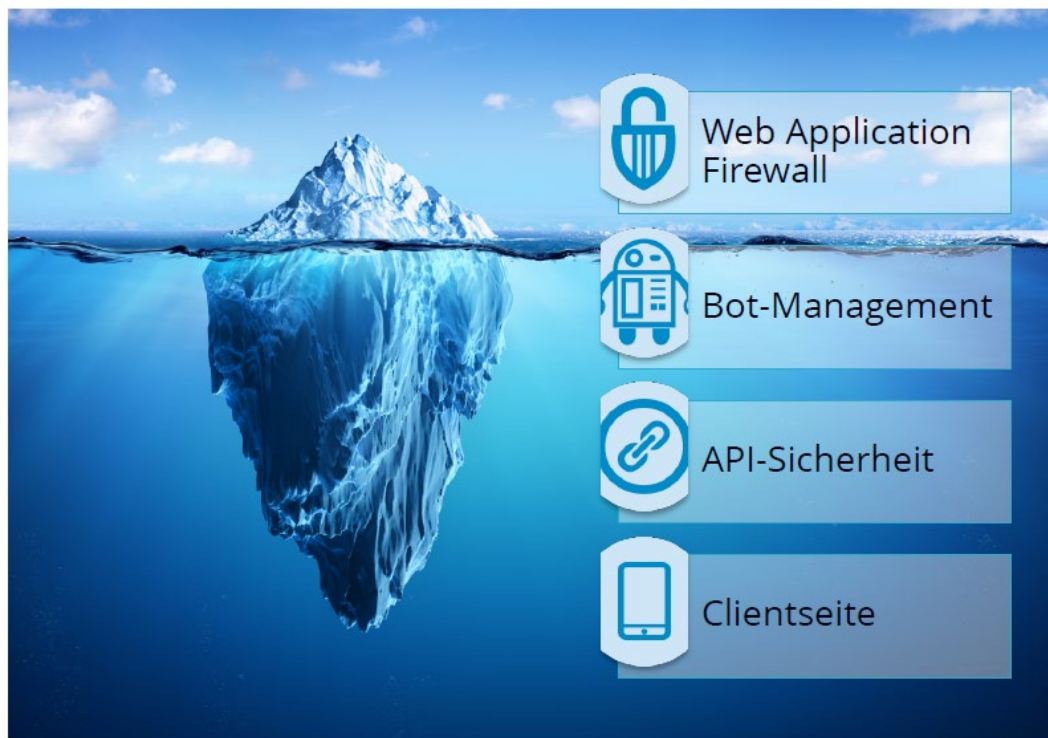 Web Application
Firewall
Bot-Management
API-Sicherheit
Clientseite